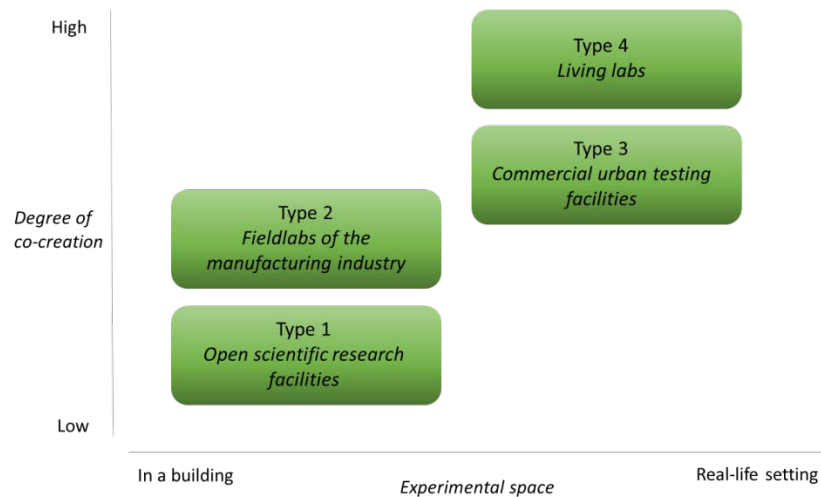 High
Type 4
Living labs
Type 3
Commercial urban testing
facilities
Degree of
co-creation
Type 2
Fieldlabs of the
manufacturing industry
Type 1
Open scientific research
facilities
Low
In a building
Experimental space
Real-life setting